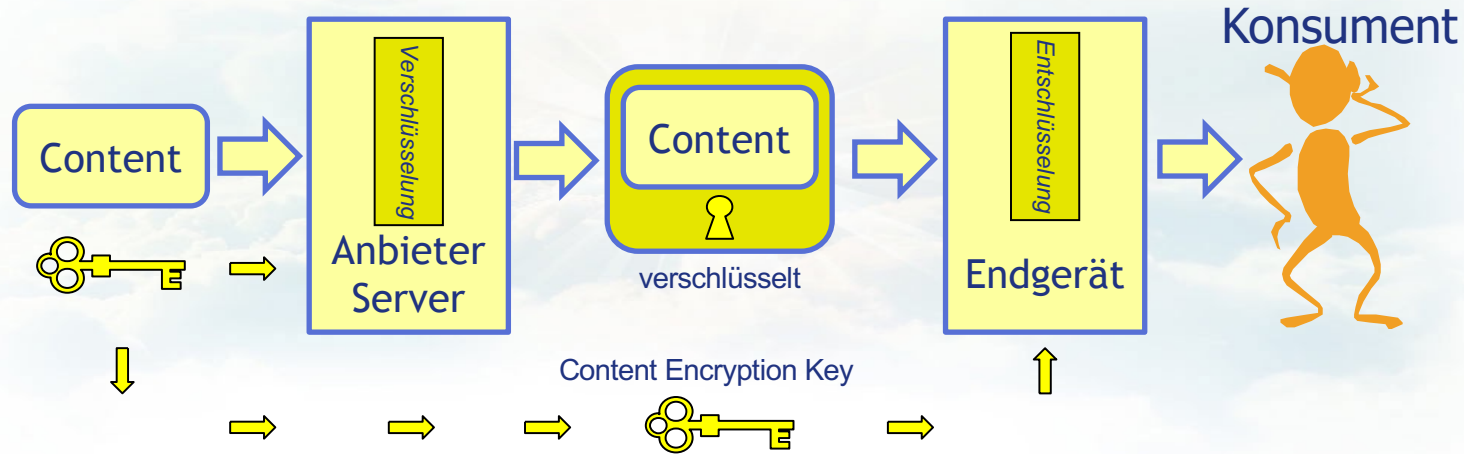 Konsument
Content
Verschlüsselung
Anbieter
Server
Content
verschlüsselt
Entschlüsselung
Endgerät
Content Encryption Key